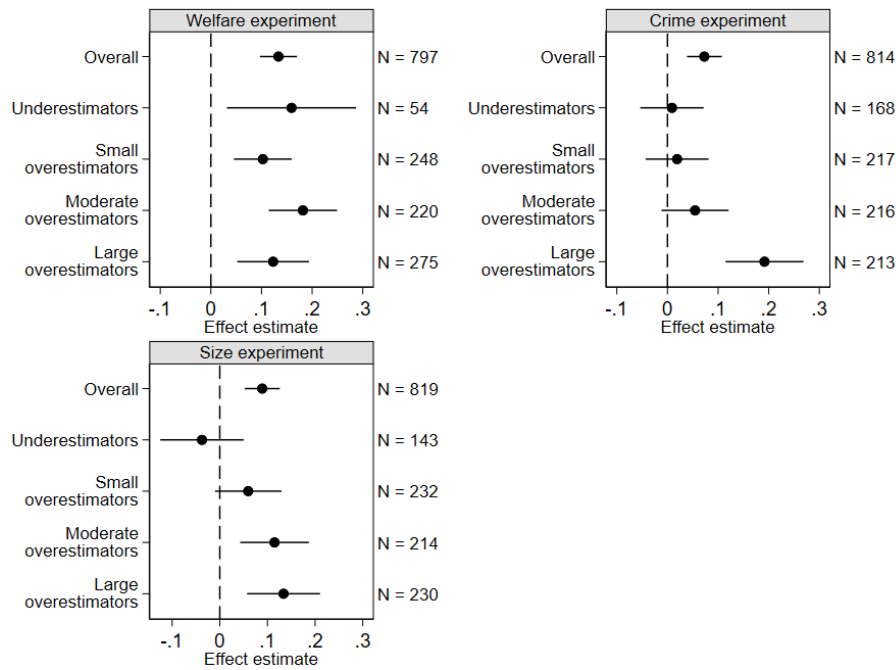 Welfare experiment
Overall
N = 797
Underestimators
N = 54
Small
overestimators
N = 248
Moderate
overestimators
N = 220
Large
overestimators
N = 275
-.1 0 .1 .2 .3
Effect estimate
Crime experiment
Overall
N = 814
Underestimators
N = 168
Small
overestimators
N = 217
Moderate
overestimators
N = 216
Large
overestimators
N = 213
-.1 0 .1 .2 .3
Effect estimate
Size experiment
Overall
N = 819
Underestimators
N = 143
Small
overestimators
N = 232
Moderate
overestimators
N = 214
Large
overestimators
N = 230
-.1 0 .1 .2 .3
Effect estimate